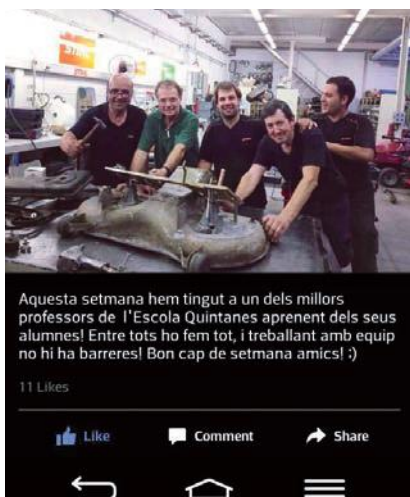 STIHL
Aquesta setmana hem tingut a un dels millors
professors de l'Escola Quintanes aprenent dels seus
alumnes! Entre tots ho fem tot, i treballant amb equip
no hi ha barreres! Bon cap de setmana amics! :)
11 Likes
Like Comment Share